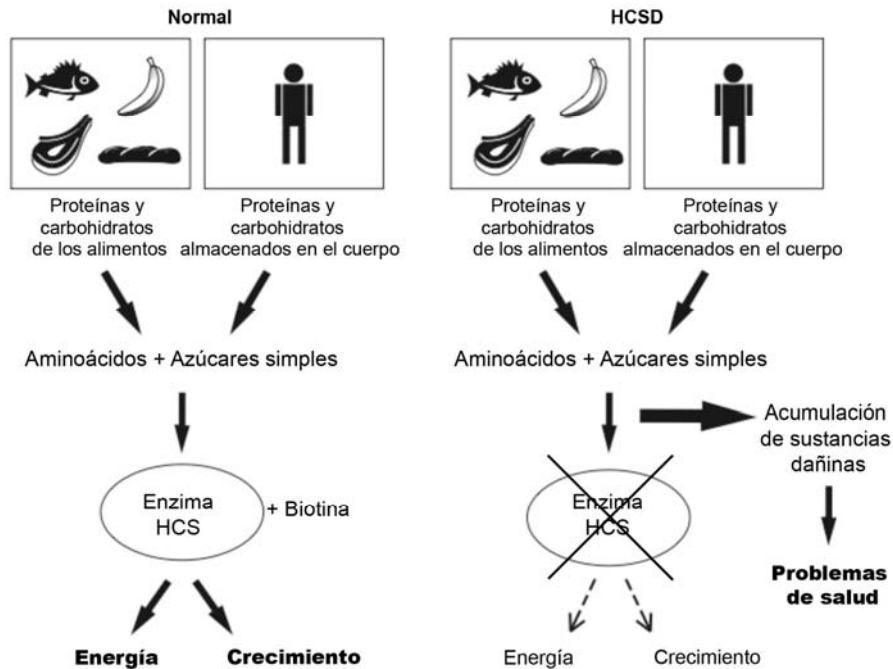 Normal
Proteínas y
carbohidratos
de los alimentos
Proteínas y
carbohidratos
almacenados en el cuerpo
Aminoácidos + Azúcares simples
Enzima
HCS
+ Biotina
Energía
Crecimiento
HCSD
Proteínas y
carbohidratos
de los alimentos
Proteínas y
carbohidratos
almacenados en el cuerpo
Aminoácidos + Azúcares simples
Acumulación
de sustancias
dañinas
Enzima
HCS
Problemas
de salud
Energía
Crecimiento